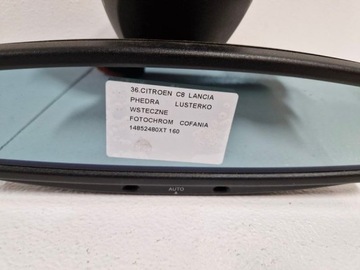 36.CITROEN C8 LANCIA
PHEDRA LUSTERKO
WSTECZNE
FOTOCHROM COFANIA
14852480XT 160
AUTO